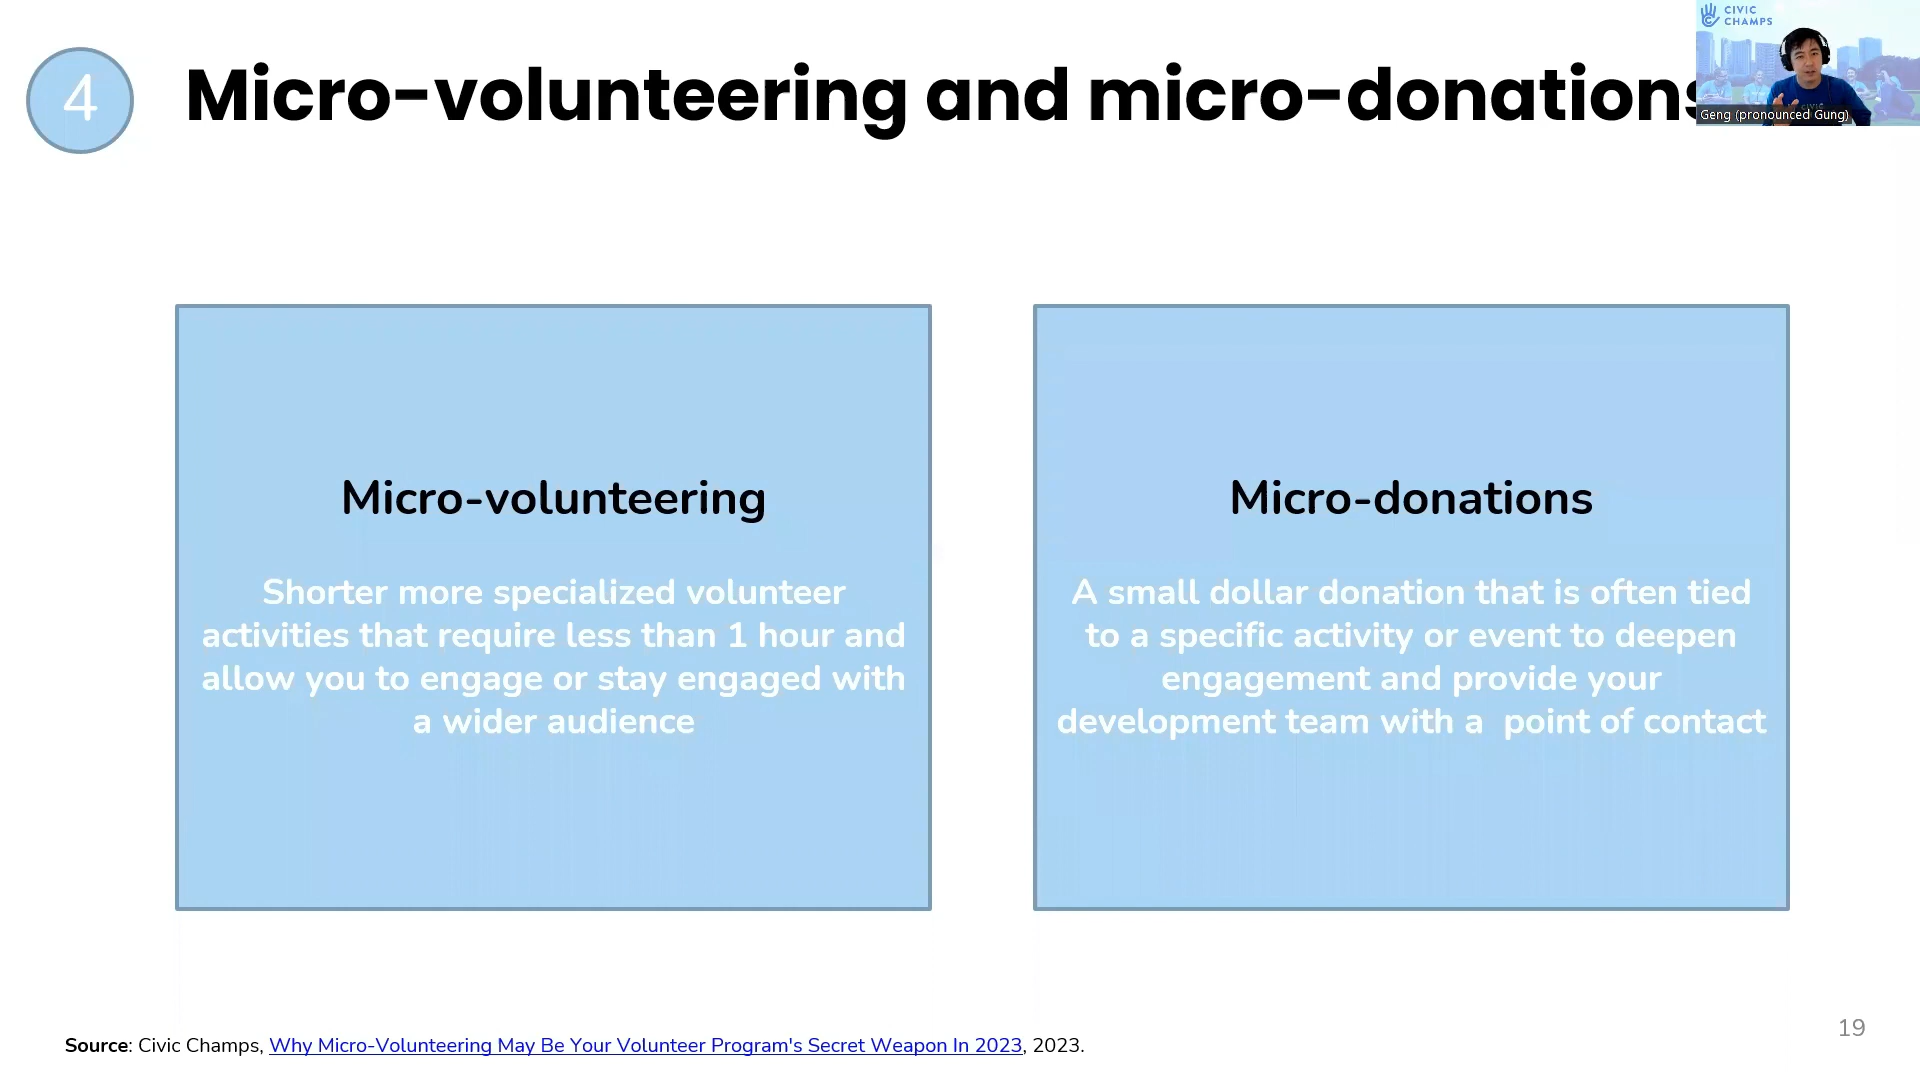 4
Micro-volunteering and micro-donations
CIVIC
CHAMPS
Geng (pronounced Gung)
Micro-volunteering
Shorter more specialized volunteer
activities that require less than 1 hour and
allow you to engage or stay engaged with
a wider audience
Micro-donations
A small dollar donation that is often tied
to a specific activity or event to deepen
engagement and provide your
development team with a  point of contact
Source: Civic Champs, Why Micro-Volunteering May Be Your Volunteer Program's Secret Weapon In 2023, 2023.
19